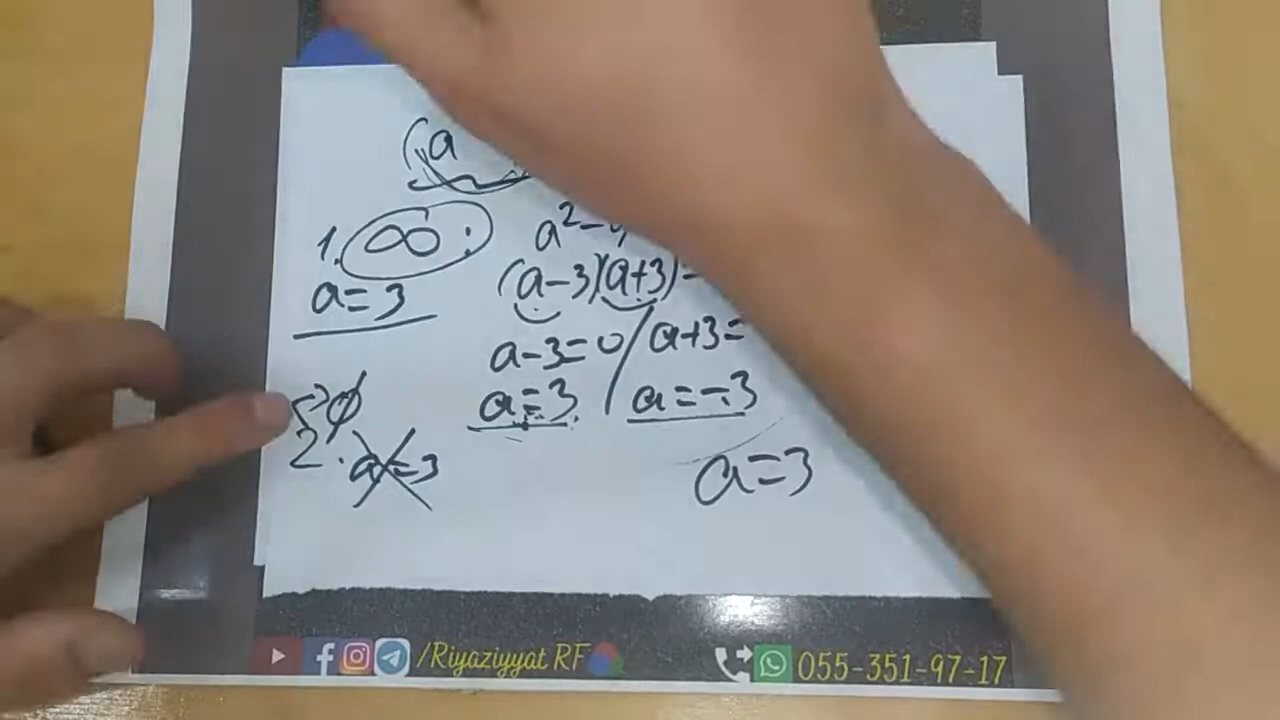 (a
1. ∞ : a²-9
(a-3)(a+3)=
a=3
a-3=0 / a+3=
a=3 a=-3
∅
2. a=3
a=3
/Riyaziyyat RF 055-351-97-17